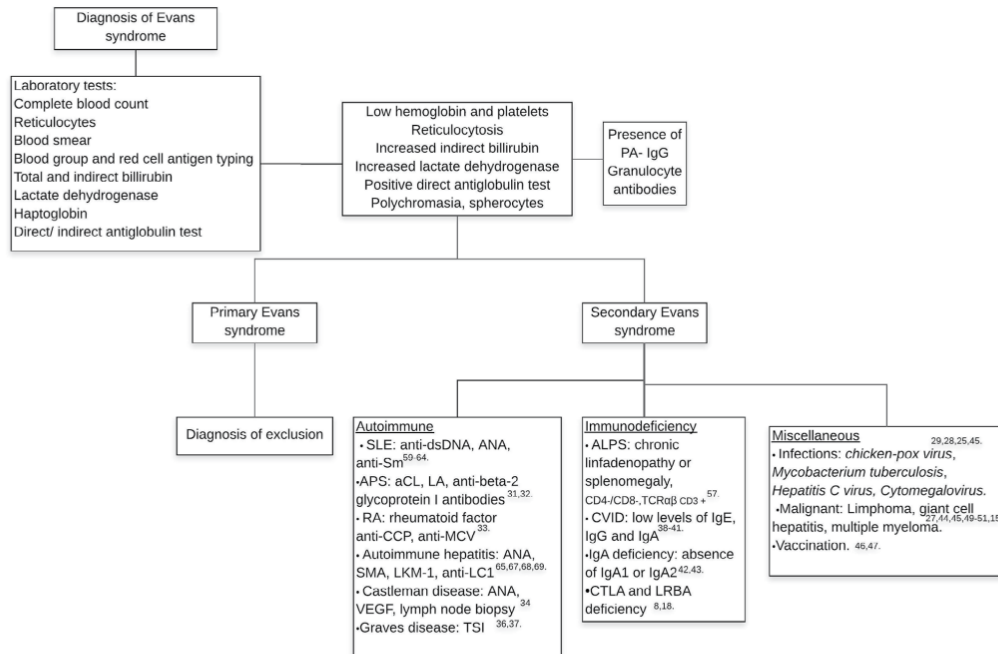 Diagnosis of Evans
syndrome
Laboratory tests:
Complete blood count
Reticulocytes
Blood smear
Blood group and red cell antigen typing
Total and indirect billirubin
Lactate dehydrogenase
Haptoglobin
Direct/ indirect antiglobulin test
Low hemoglobin and platelets
Reticulocytosis
Increased indirect billirubin
Increased lactate dehydrogenase
Positive direct antiglobulin test
Polychromasia, spherocytes
Presence of
PA- IgG
Granulocyte
antibodies
Primary Evans
syndrome
Secondary Evans
syndrome
Diagnosis of exclusion
Autoimmune
• SLE: anti-dsDNA, ANA,
anti-Sm59-64.
•APS: aCL, LA, anti-beta-2
glycoprotein I antibodies 31,32.
• RA: rheumatoid factor
anti-CCP, anti-MCV 33.
• Autoimmune hepatitis: ANA,
SMA, LKM-1, anti-LC1 65,67,68,69.
• Castleman disease: ANA,
VEGF, lymph node biopsy 34
•Graves disease: TSI 36,37.
Immunodeficiency
• ALPS: chronic
linfadenopathy or
splenomegaly,
CD4-/CD8-,TCRαβ CD3 + 57.
• CVID: low levels of IgE,
IgG and IgA38-41.
•IgA deficiency: absence
of IgA1 or IgA2 42,43.
•CTLA and LRBA
deficiency 8,18.
Miscellaneous
29,28,25,45.
• Infections: chicken-pox virus,
Mycobacterium tuberculosis,
Hepatitis C virus, Cytomegalovirus.
•Malignant: Limphoma, giant cell
hepatitis, multiple myeloma. 27,44,45,49-51,15
•Vaccination. 46,47.